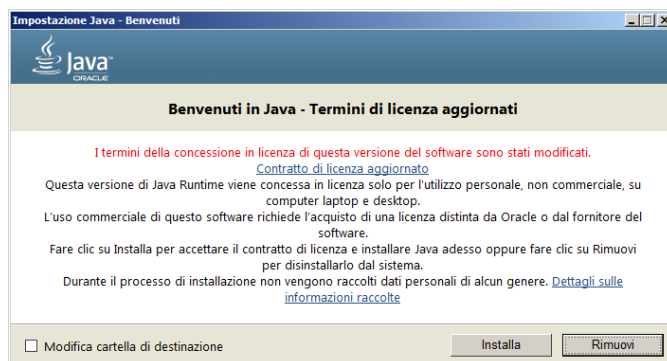 Impostazione Java - Benvenuti
Java
ORACLE
Benvenuti in Java - Termini di licenza aggiornati
I termini della concessione in licenza di questa versione del software sono stati modificati.
Contratto di licenza aggiornato
Questa versione di Java Runtime viene concessa in licenza solo per l'utilizzo personale, non commerciale, su
computer laptop e desktop.
L'uso commerciale di questo software richiede l'acquisto di una licenza distinta da Oracle o dal fornitore del
software.
Fare clic su Installa per accettare il contratto di licenza e installare Java adesso oppure fare clic su Rimuovi
per disinstallarlo dal sistema.
Durante il processo di installazione non vengono raccolti dati personali di alcun genere. Dettagli sulle
informazioni raccolte
Modifica cartella di destinazione
Installa
Rimuovi